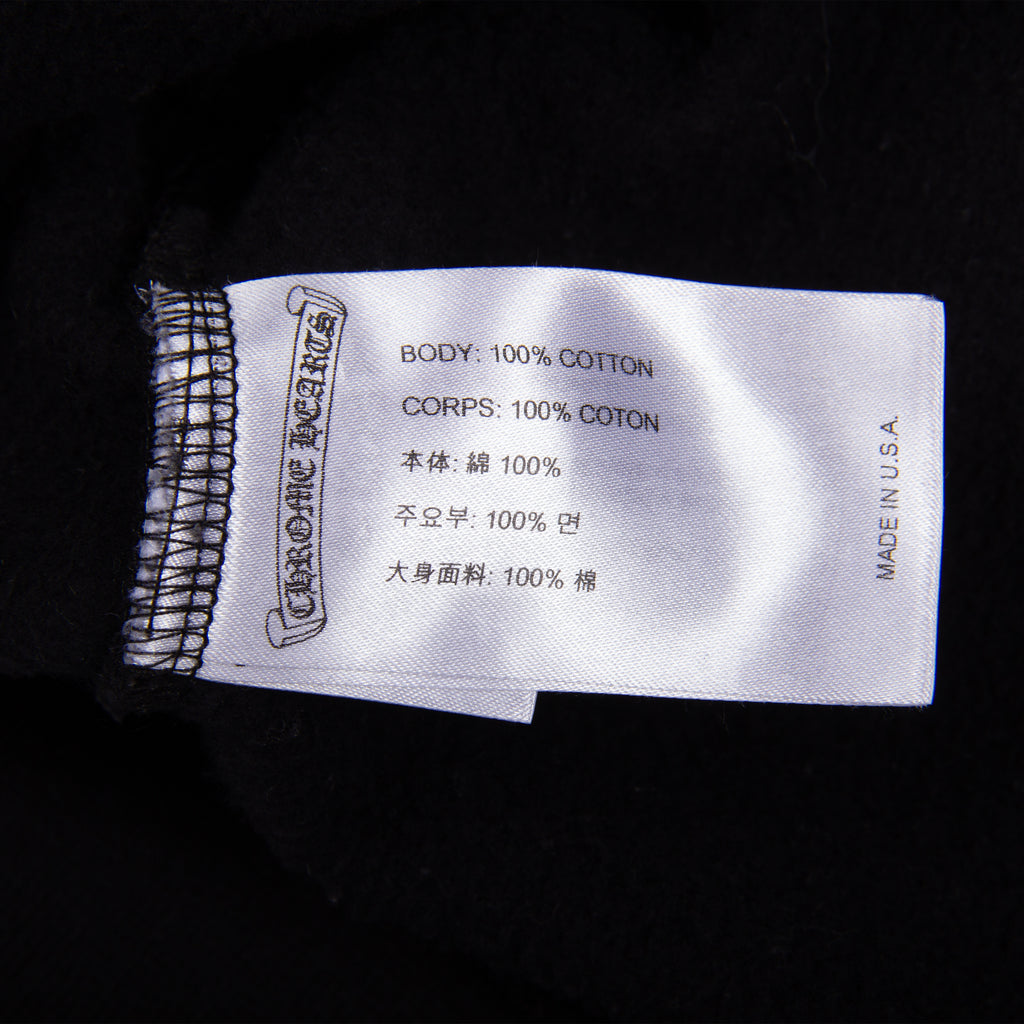 CHROME HEARTS
BODY: 100% COTTON
CORPS: 100% COTON
本体: 綿 100%
주요부: 100% 면
大身面料: 100% 棉
MADE IN U.S.A.